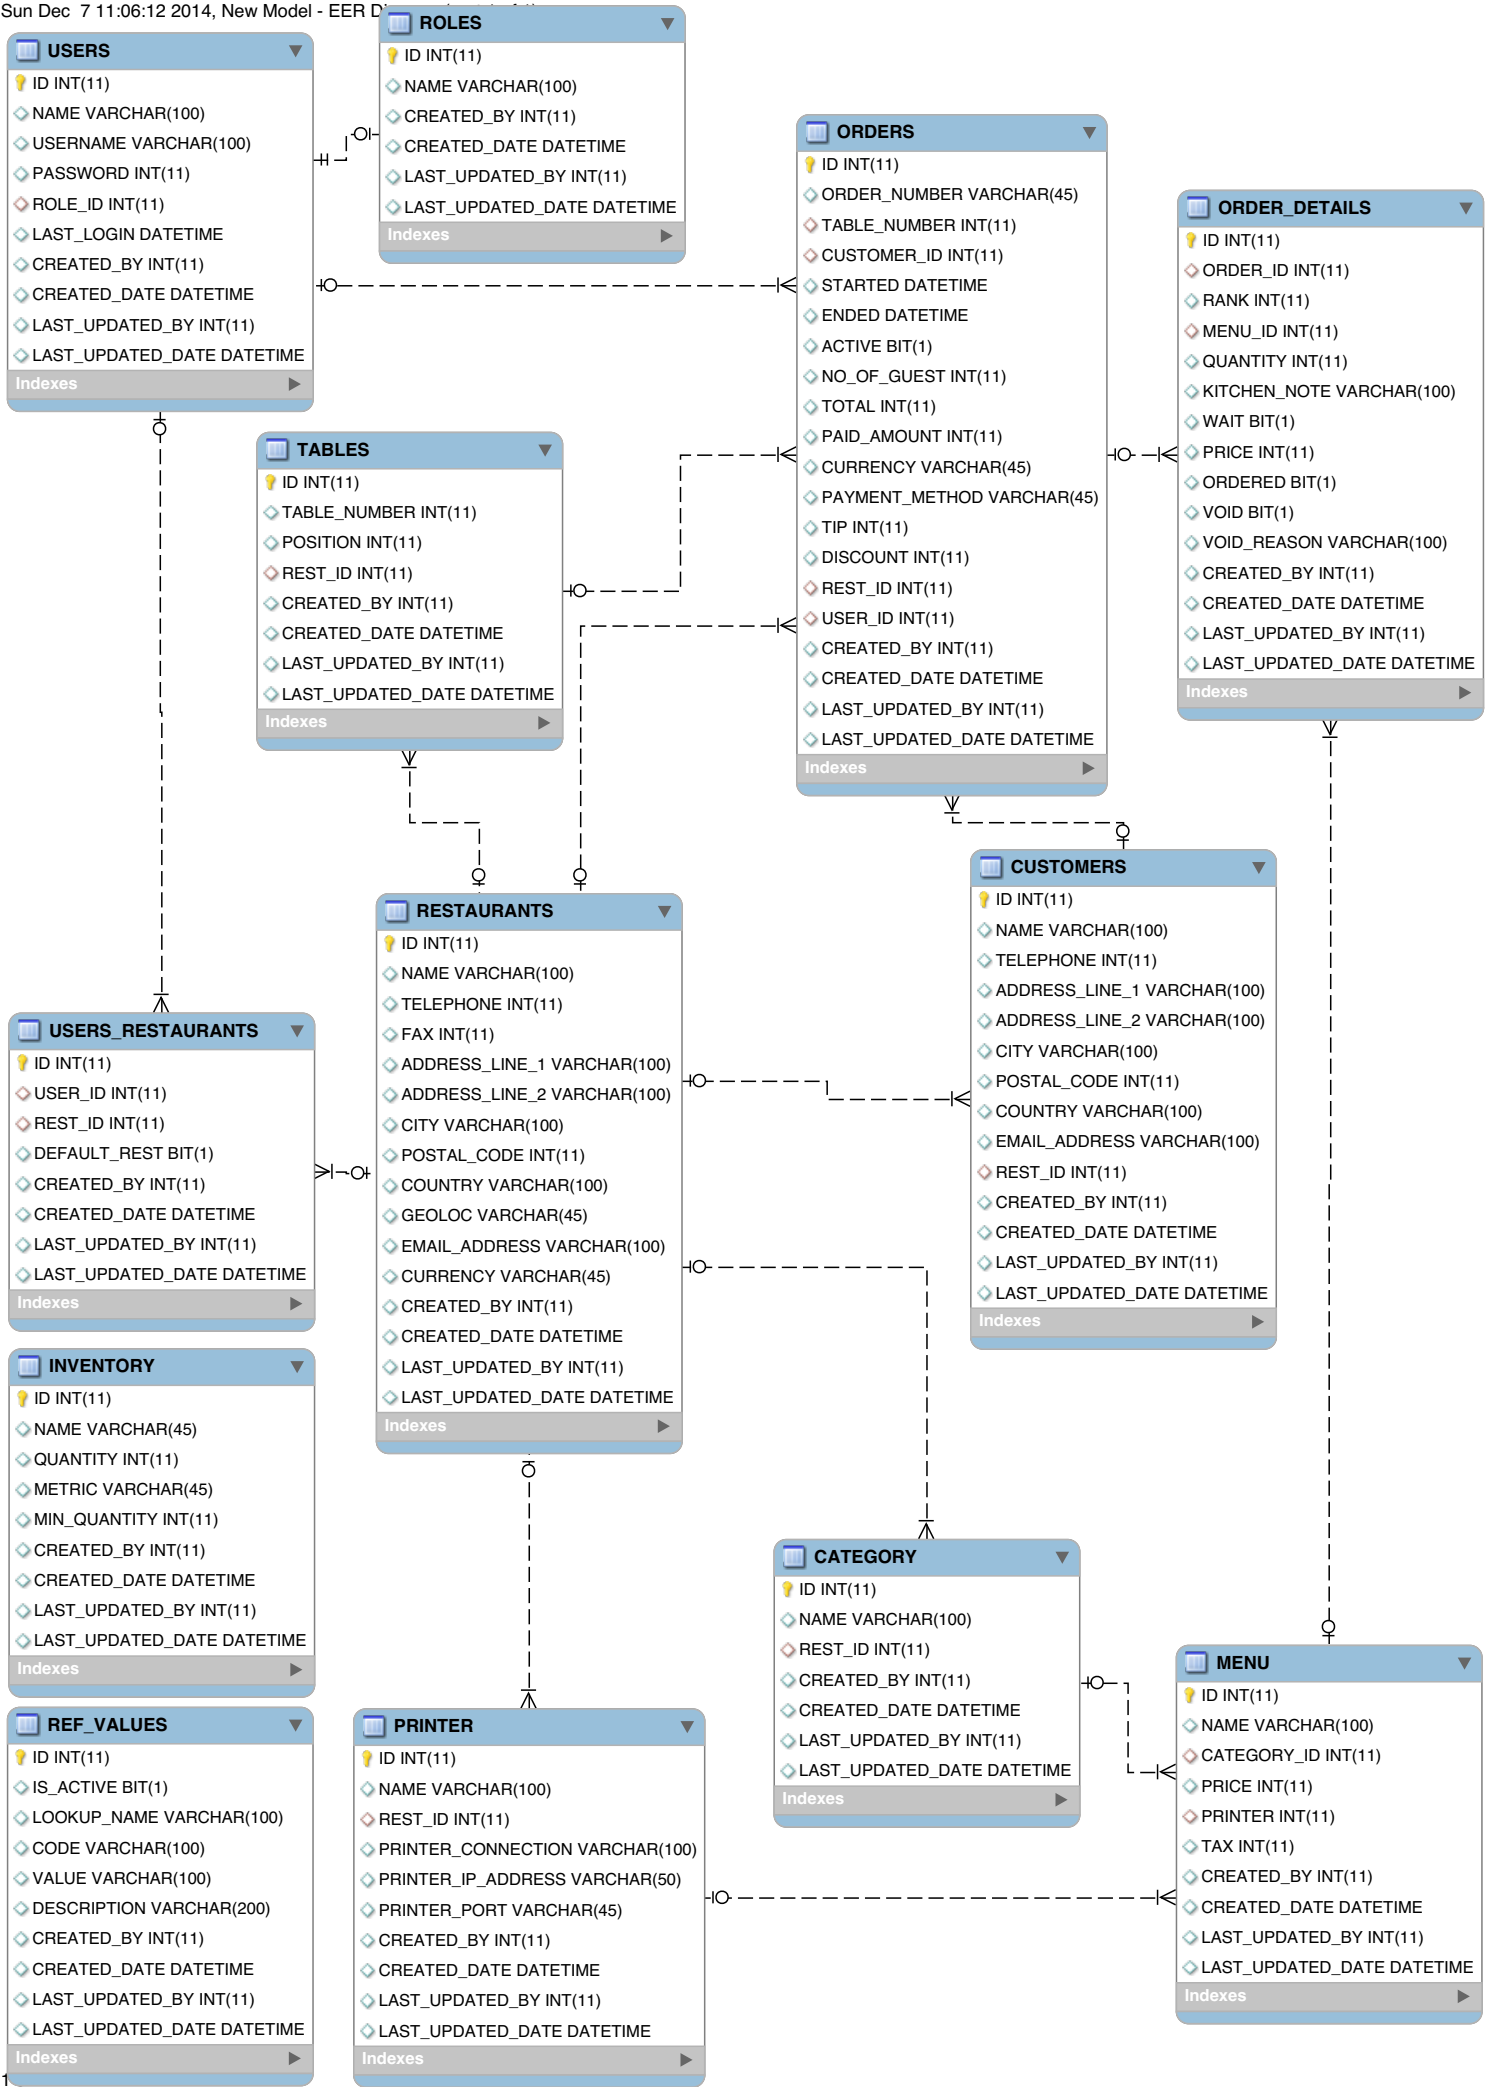 Sun Dec 7 11:06:12 2014, New Model - EER D
USERS
ID INT(11)
NAME VARCHAR(100)
USERNAME VARCHAR(100)
PASSWORD INT(11)
ROLE_ID INT(11)
LAST_LOGIN DATETIME
CREATED_BY INT(11)
CREATED_DATE DATETIME
LAST_UPDATED_BY INT(11)
LAST_UPDATED_DATE DATETIME
Indexes
ROLES
ID INT(11)
NAME VARCHAR(100)
CREATED_BY INT(11)
CREATED_DATE DATETIME
LAST_UPDATED_BY INT(11)
LAST_UPDATED_DATE DATETIME
Indexes
ORDERS
ID INT(11)
ORDER_NUMBER VARCHAR(45)
TABLE_NUMBER INT(11)
CUSTOMER_ID INT(11)
STARTED DATETIME
ENDED DATETIME
ACTIVE BIT(1)
NO_OF_GUEST INT(11)
TOTAL INT(11)
PAID_AMOUNT INT(11)
CURRENCY VARCHAR(45)
PAYMENT_METHOD VARCHAR(45)
TIP INT(11)
DISCOUNT INT(11)
REST_ID INT(11)
USER_ID INT(11)
CREATED_BY INT(11)
CREATED_DATE DATETIME
LAST_UPDATED_BY INT(11)
LAST_UPDATED_DATE DATETIME
Indexes
ORDER_DETAILS
ID INT(11)
ORDER_ID INT(11)
RANK INT(11)
MENU_ID INT(11)
QUANTITY INT(11)
KITCHEN_NOTE VARCHAR(100)
WAIT BIT(1)
PRICE INT(11)
ORDERED BIT(1)
VOID BIT(1)
VOID_REASON VARCHAR(100)
CREATED_BY INT(11)
CREATED_DATE DATETIME
LAST_UPDATED_BY INT(11)
LAST_UPDATED_DATE DATETIME
Indexes
TABLES
ID INT(11)
TABLE_NUMBER INT(11)
POSITION INT(11)
REST_ID INT(11)
CREATED_BY INT(11)
CREATED_DATE DATETIME
LAST_UPDATED_BY INT(11)
LAST_UPDATED_DATE DATETIME
Indexes
CUSTOMERS
ID INT(11)
NAME VARCHAR(100)
TELEPHONE INT(11)
ADDRESS_LINE_1 VARCHAR(100)
ADDRESS_LINE_2 VARCHAR(100)
CITY VARCHAR(100)
POSTAL_CODE INT(11)
COUNTRY VARCHAR(100)
EMAIL_ADDRESS VARCHAR(100)
REST_ID INT(11)
CREATED_BY INT(11)
CREATED_DATE DATETIME
LAST_UPDATED_BY INT(11)
LAST_UPDATED_DATE DATETIME
Indexes
RESTAURANTS
ID INT(11)
NAME VARCHAR(100)
TELEPHONE INT(11)
FAX INT(11)
ADDRESS_LINE_1 VARCHAR(100)
ADDRESS_LINE_2 VARCHAR(100)
CITY VARCHAR(100)
POSTAL_CODE INT(11)
COUNTRY VARCHAR(100)
GEOLOC VARCHAR(45)
EMAIL_ADDRESS VARCHAR(100)
CURRENCY VARCHAR(45)
CREATED_BY INT(11)
CREATED_DATE DATETIME
LAST_UPDATED_BY INT(11)
LAST_UPDATED_DATE DATETIME
Indexes
USERS_RESTAURANTS
ID INT(11)
USER_ID INT(11)
REST_ID INT(11)
DEFAULT_REST BIT(1)
CREATED_BY INT(11)
CREATED_DATE DATETIME
LAST_UPDATED_BY INT(11)
LAST_UPDATED_DATE DATETIME
Indexes
INVENTORY
ID INT(11)
NAME VARCHAR(45)
QUANTITY INT(11)
METRIC VARCHAR(45)
MIN_QUANTITY INT(11)
CREATED_BY INT(11)
CREATED_DATE DATETIME
LAST_UPDATED_BY INT(11)
LAST_UPDATED_DATE DATETIME
Indexes
CATEGORY
ID INT(11)
NAME VARCHAR(100)
REST_ID INT(11)
CREATED_BY INT(11)
CREATED_DATE DATETIME
LAST_UPDATED_BY INT(11)
LAST_UPDATED_DATE DATETIME
Indexes
MENU
ID INT(11)
NAME VARCHAR(100)
CATEGORY_ID INT(11)
PRICE INT(11)
PRINTER INT(11)
TAX INT(11)
CREATED_BY INT(11)
CREATED_DATE DATETIME
LAST_UPDATED_BY INT(11)
LAST_UPDATED_DATE DATETIME
Indexes
REF_VALUES
ID INT(11)
IS_ACTIVE BIT(1)
LOOKUP_NAME VARCHAR(100)
CODE VARCHAR(100)
VALUE VARCHAR(100)
DESCRIPTION VARCHAR(200)
CREATED_BY INT(11)
CREATED_DATE DATETIME
LAST_UPDATED_BY INT(11)
LAST_UPDATED_DATE DATETIME
Indexes
PRINTER
ID INT(11)
NAME VARCHAR(100)
REST_ID INT(11)
PRINTER_CONNECTION VARCHAR(100)
PRINTER_IP_ADDRESS VARCHAR(50)
PRINTER_PORT VARCHAR(45)
CREATED_BY INT(11)
CREATED_DATE DATETIME
LAST_UPDATED_BY INT(11)
LAST_UPDATED_DATE DATETIME
Indexes
1